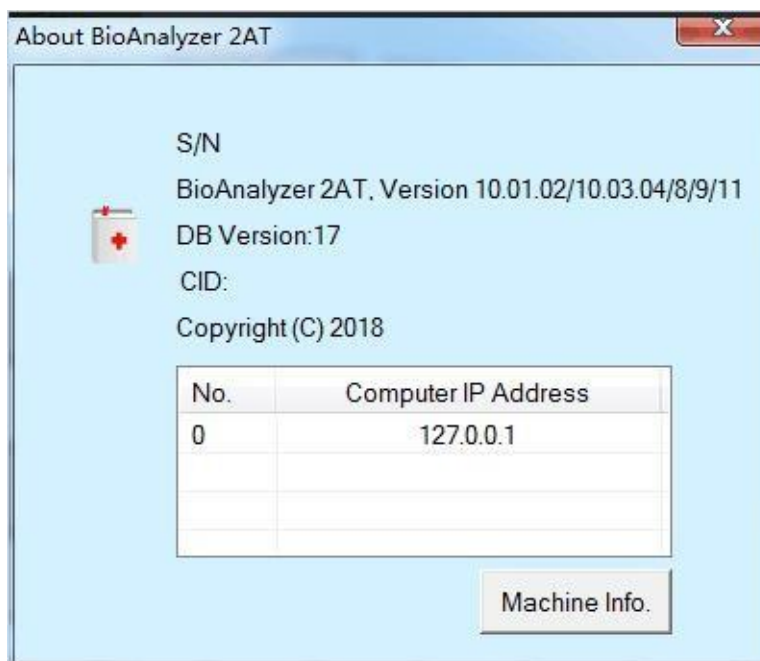 About BioAnalyzer 2AT
S/N
BioAnalyzer 2AT, Version 10.01.02/10.03.04/8/9/11
DB Version:17
CID:
Copyright (C) 2018
No. Computer IP Address
0 127.0.0.1
Machine Info.